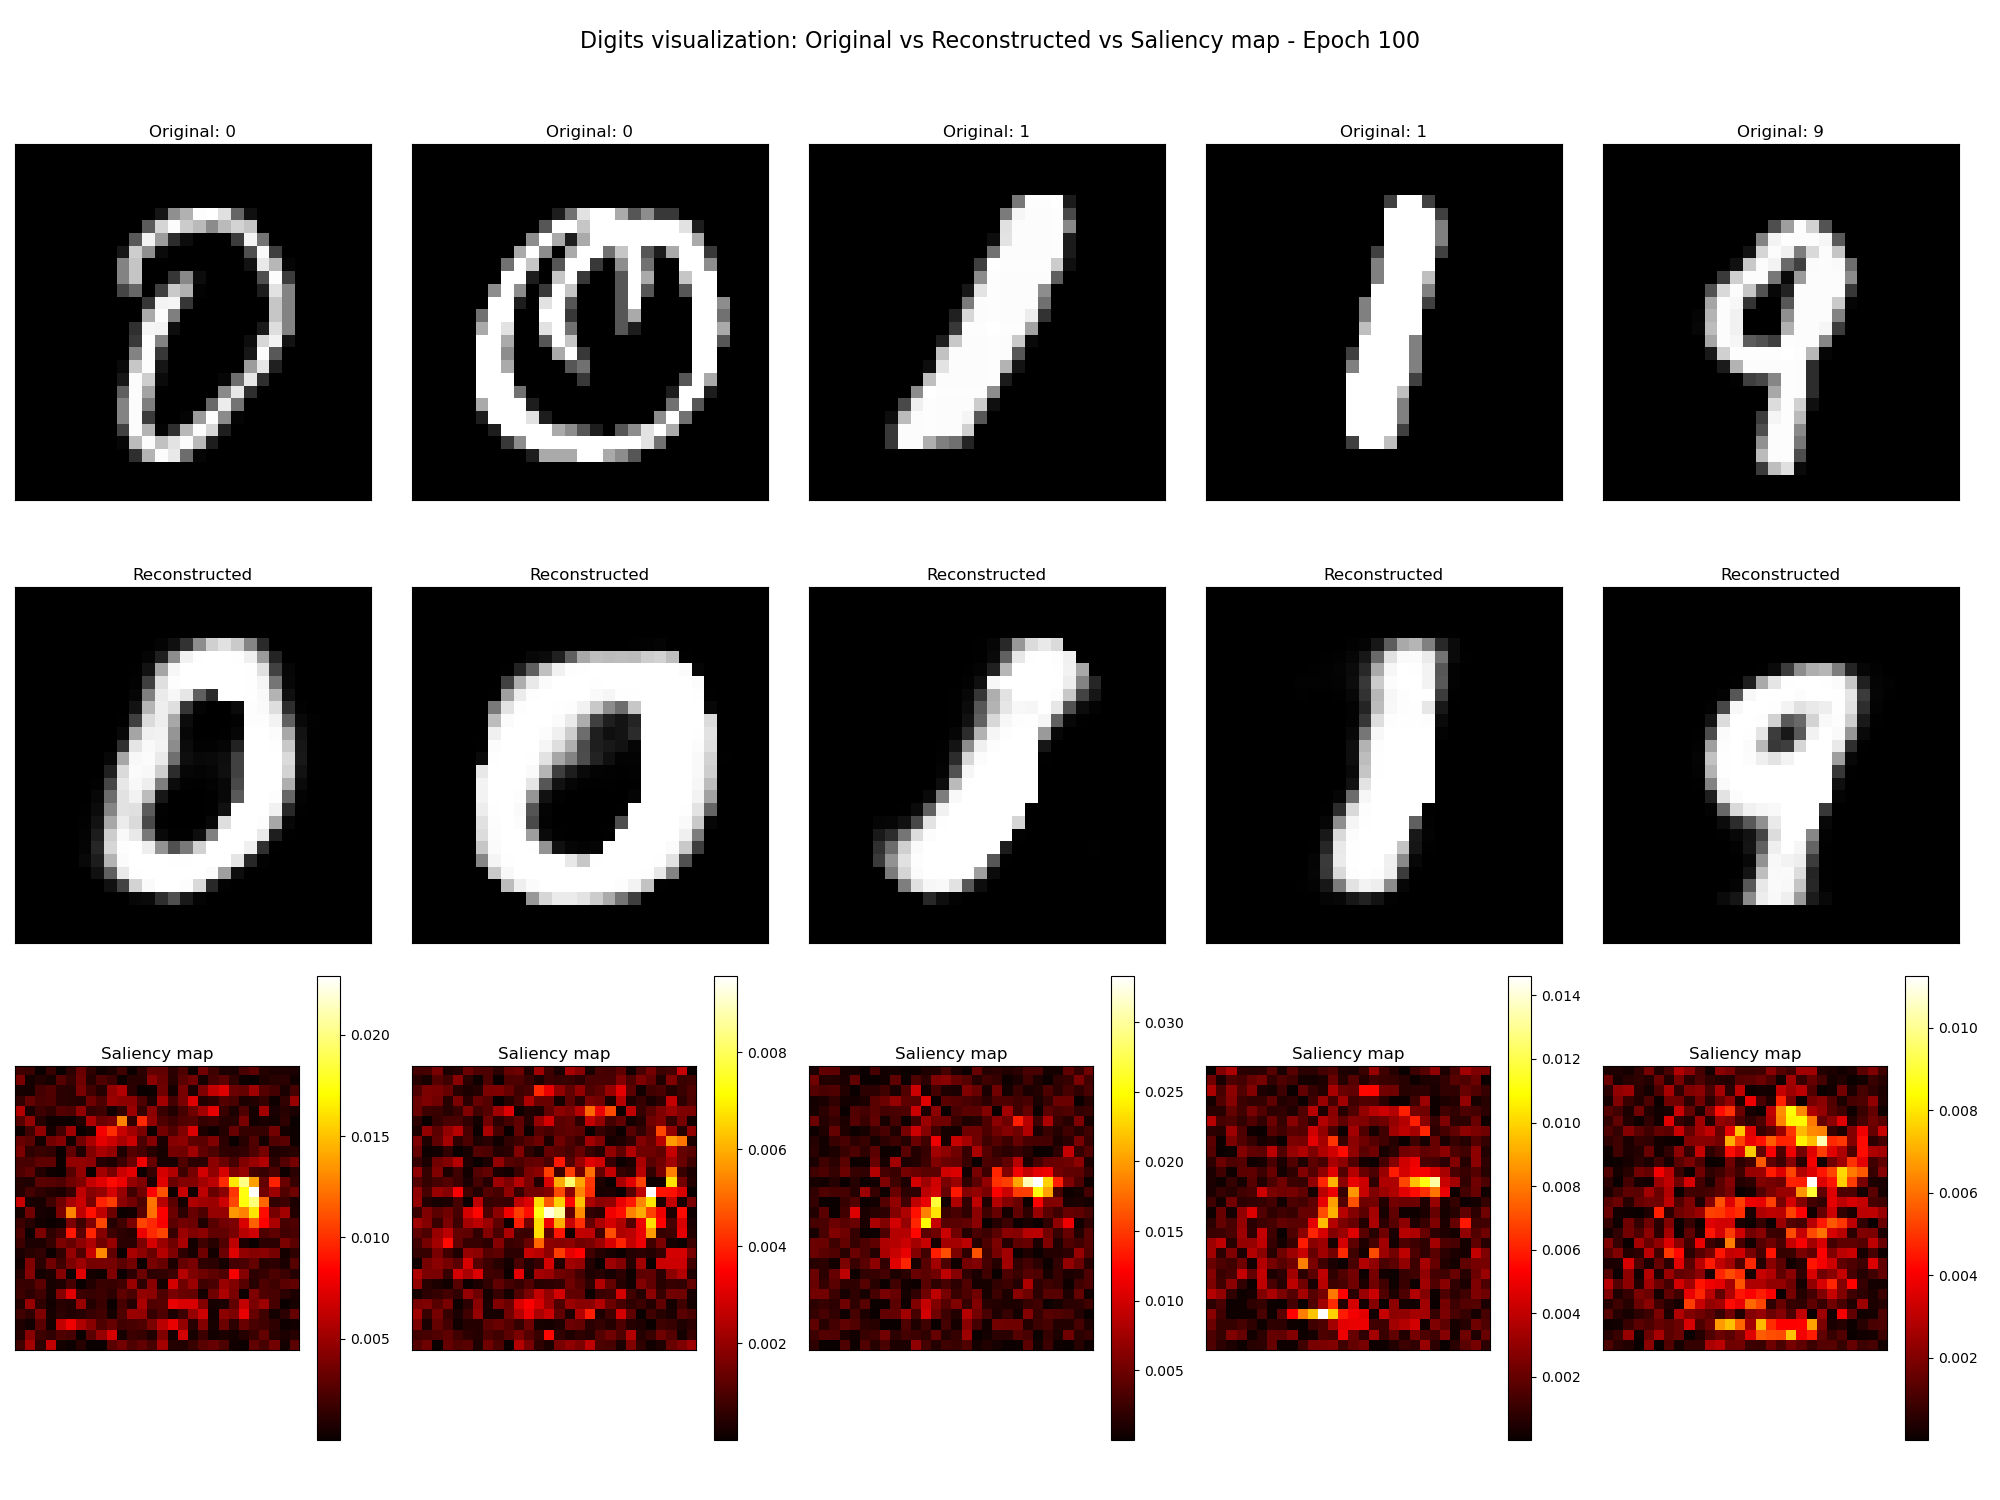 Digits visualization: Original vs Reconstructed vs Saliency map - Epoch 100
Original: 0
Original: 0
Original: 1
Original: 1
Original: 9
Reconstructed
Reconstructed
Reconstructed
Reconstructed
Reconstructed
Saliency map
0.020
0.015
0.010
0.005
Saliency map
0.008
0.006
0.004
0.002
Saliency map
0.030
0.025
0.020
0.015
0.010
0.005
Saliency map
0.014
0.012
0.010
0.008
0.006
0.004
0.002
Saliency map
0.010
0.008
0.006
0.004
0.002